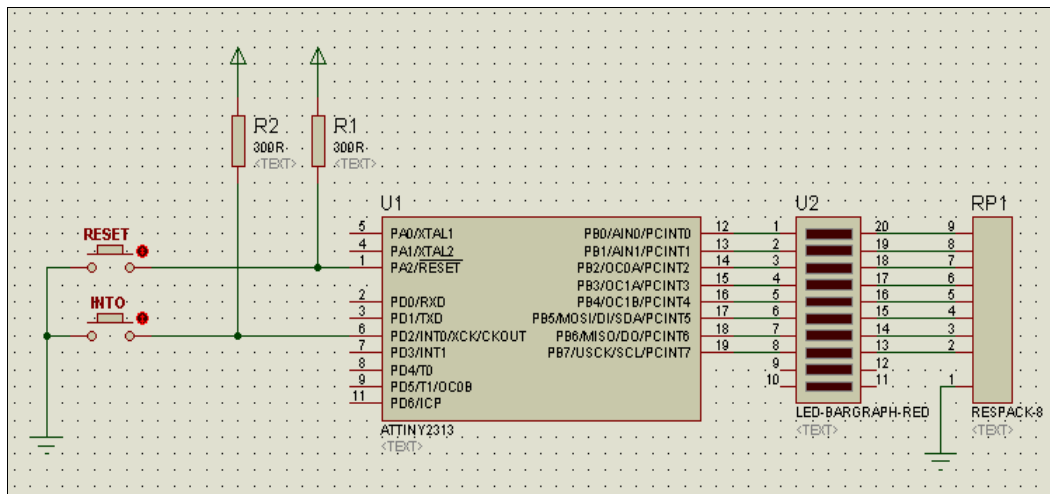 R2
300R
<TEXT>
R1
300R
<TEXT>
RESET
INTO
U1
5 PA0/XTAL1
4 PA1/XTAL2
1 PA2/RESET
2 PD0/RXD
3 PD1/TXD
6 PD2/INT0/XCK/CKOUT
7 PD3/INT1
8 PD4/T0
9 PD5/T1/OC0B
11 PD6/ICP
PB0/AIN0/PCINT0 12
PB1/AIN1/PCINT1 13
PB2/OC0A/PCINT2 14
PB3/OC1A/PCINT3 15
PB4/OC1B/PCINT4 16
PB5/MOSI/DI/SDA/PCINT5 17
PB6/MISO/DO/PCINT6 18
PB7/USCK/SCL/PCINT7 19
ATTINY2313
<TEXT>
U2
1 20
2 19
3 18
4 17
5 16
6 15
7 14
8 13
9 12
10 11
LED-BARGRAPH-RED
<TEXT>
RP1
9
8
7
6
5
4
3
2
1
RESPACK-8
<TEXT>